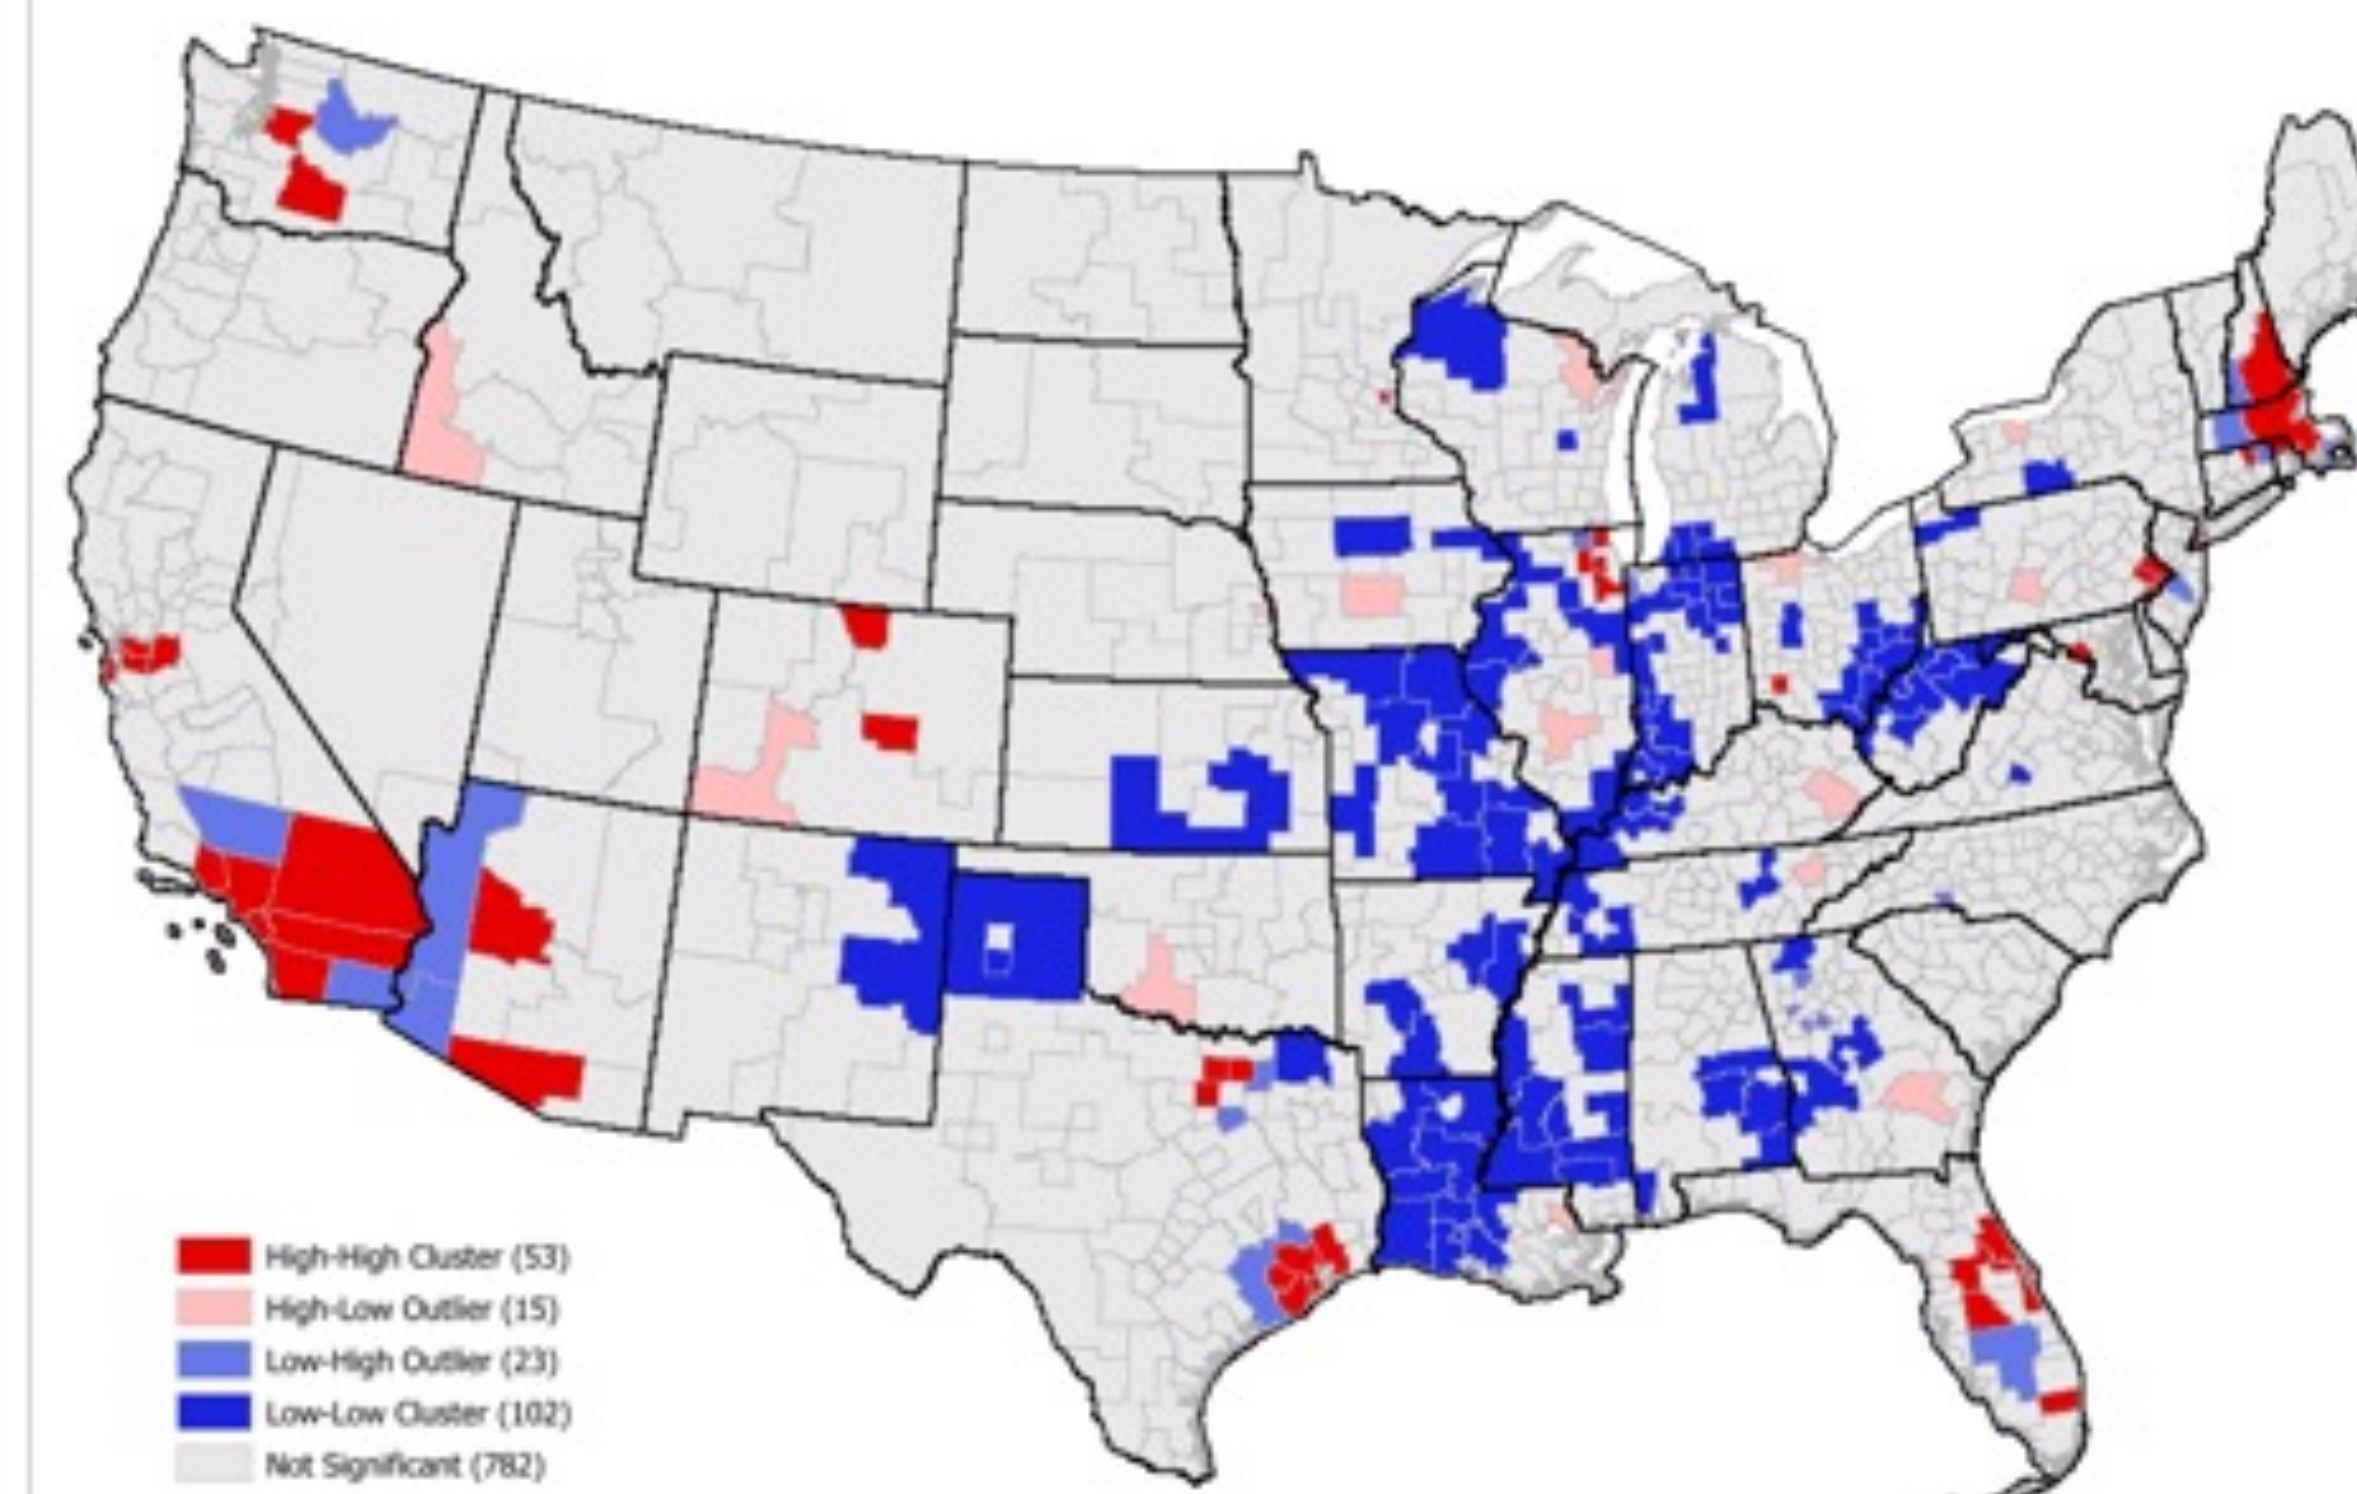 High-High Cluster (53)
High-Low Outlier (15)
Low-High Outlier (23)
Low-Low Cluster (102)
Not Significant (782)